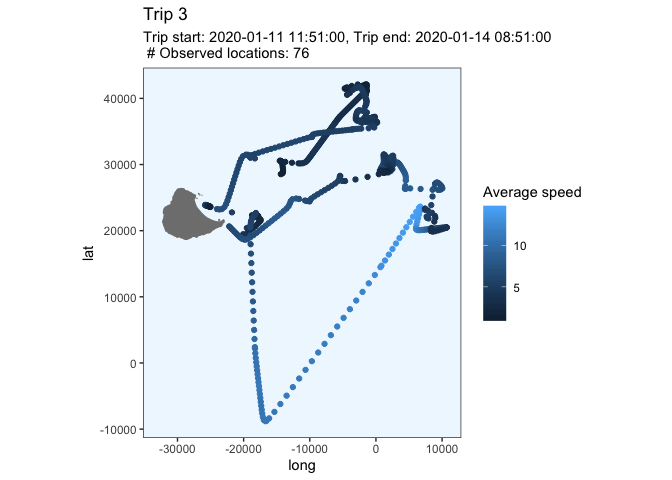 Trip 3
Trip start: 2020-01-11 11:51:00, Trip end: 2020-01-14 08:51:00
# Observed locations: 76
40000
30000
20000
10000
0
-10000
lat
-30000
-20000
-10000
0
10000
long
Average speed
10
5